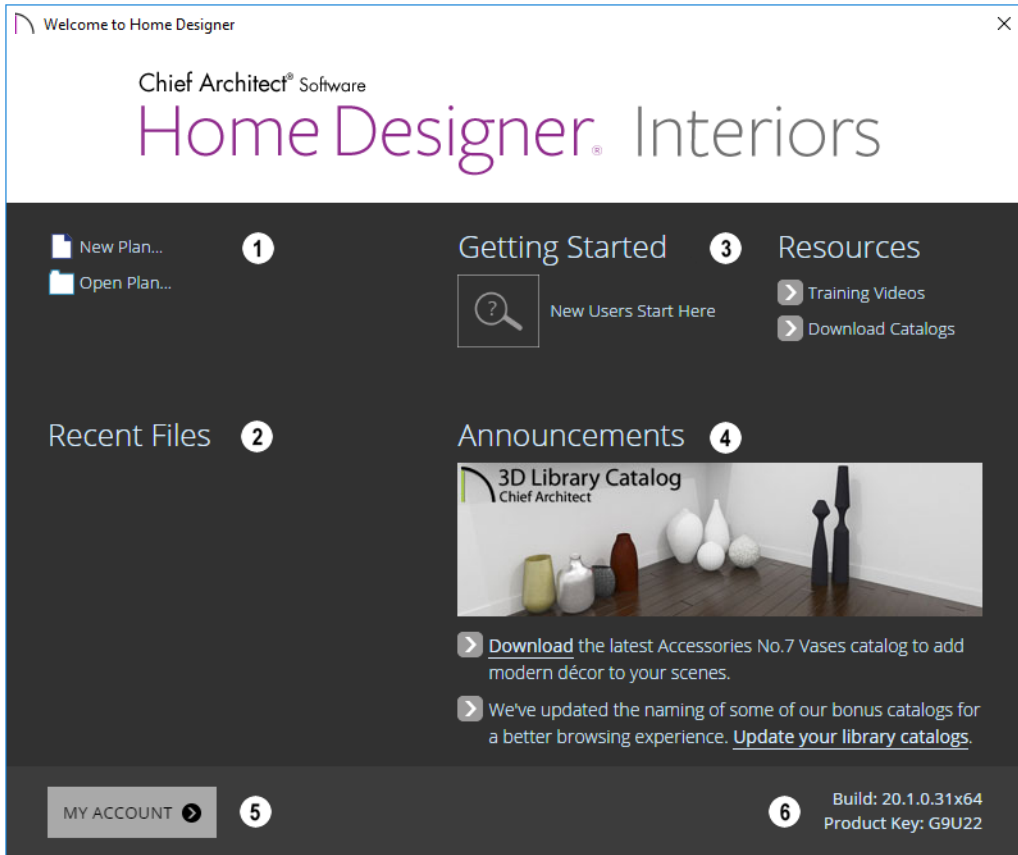 Welcome to Home Designer
Chief Architect® Software
Home Designer® Interiors
New Plan...
1
Open Plan...
Getting Started
3
New Users Start Here
Resources
Training Videos
Download Catalogs
Recent Files
2
Announcements
4
3D Library Catalog
Chief Architect
Download the latest Accessories No.7 Vases catalog to add
modern décor to your scenes.
We've updated the naming of some of our bonus catalogs for
a better browsing experience. Update your library catalogs.
MY ACCOUNT
5
6
Build: 20.1.0.31x64
Product Key: G9U22